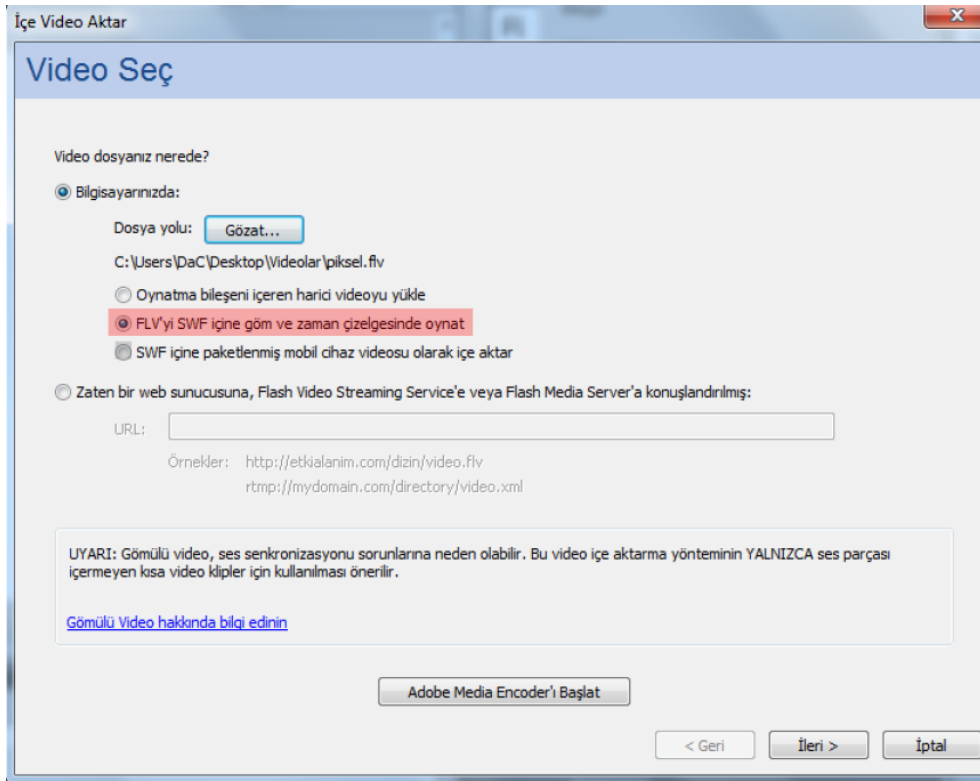 İçe Video Aktar
Video Seç
Video dosyanız nerede?
Bilgisayarınızda:
Dosya yolu: Gözat...
C:\Users\DaC\Desktop\Videolar\piksel.flv
Oynatma bileşeni içeren harici videoyu yükle
FLV'yi SWF içine göm ve zaman çizelgesinde oynat
SWF içine paketlenmiş mobil cihaz videosu olarak içe aktar
Zaten bir web sunucusuna, Flash Video Streaming Service'e veya Flash Media Server'a konuşlandırılmış:
URL:
Örnekler: http://etkialanim.com/dizin/video.flv
rtmp://mydomain.com/directory/video.xml
UYARI: Gömülü video, ses senkronizasyonu sorunlarına neden olabilir. Bu video içe aktarma yönteminin YALNIZCA ses parçası
içermeyen kısa video klipler için kullanılması önerilir.
Gömülü Video hakkında bilgi edinin
Adobe Media Encoder'ı Başlat
< Geri İleri > İptal